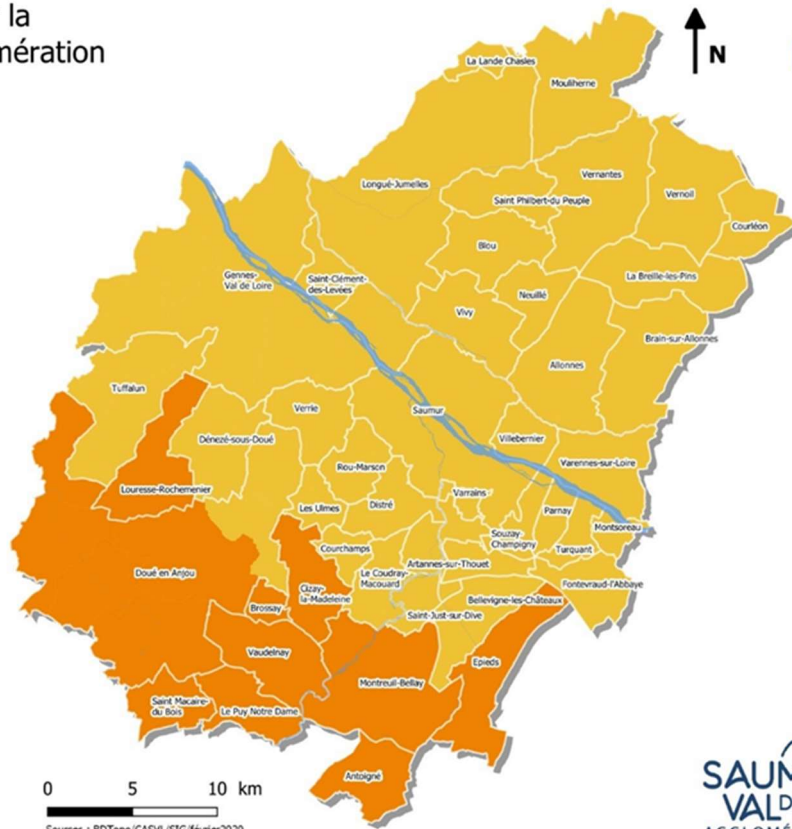 la
N
La Lande Chasles
Mouliherne
Longué-Jumelles
Vernantes
Vernoil
Saint Philbert-du Peuple
Courléon
Blou
Gennes-
Val de Loire
Saint-Clément-
des-Levées
La Breille-les-Pins
Neuillé
Vivy
Brain-sur-Allonnes
Allonnes
Tuffalun
Verrie
Saumur
Dénezé-sous-Doué
Villebernier
Rou-Marson
Varennes-sur-Loire
Louresse-Rochemenier
Varrains
Les Ulmes
Distré
Parnay
Montsoreau
Souzay
Champigny
Courchamps
Turquant
Artannes-sur-Thouet
Doué en Anjou
Le Coudray-
Macouard
Fontevraud-l'Abbaye
Cizay-
la-Madeleine
Brossay
Bellevigne-les-Châteaux
Saint-Just-sur-Dive
Vaudelnay
Epieds
Montreuil-Bellay
Saint Macaire-
du Bois
Le Puy Notre Dame
Antoigné
0 5 10 km
VAL